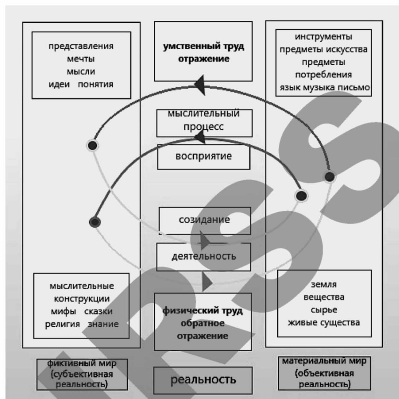 представления
мечты
мысли
идеи понятия
умственный труд
отражение
инструменты
предметы искусства
предметы
потребления
язык музыка письмо
мыслительный
процесс
восприятие
созидание
деятельность
мыслительные
конструкции
мифы сказки
религия знание
физический труд
обратное
отражение
земля
вещества
сырье
живые существа
фиктивный мир
(субъективная
реальность)
реальность
материальный мир
(объективная
реальность)